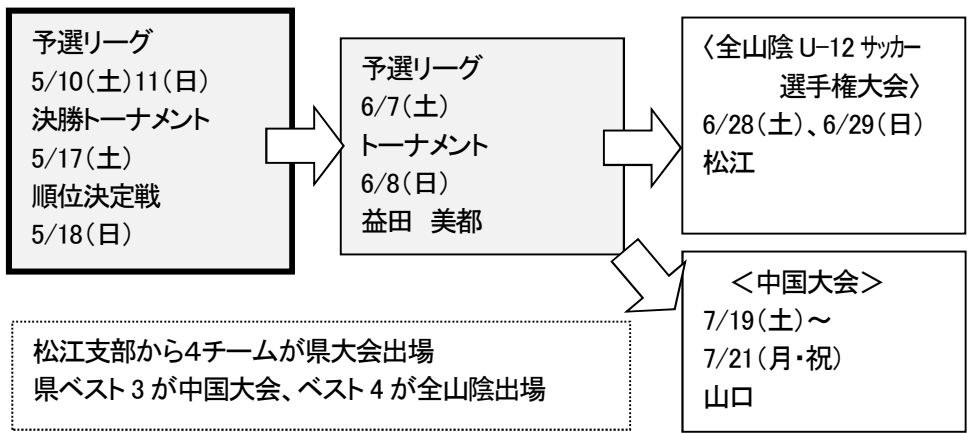 予選リーグ
5/10(土)11(日)
決勝トーナメント
5/17(土)
順位決定戦
5/18(日)
予選リーグ
6/7(土)
トーナメント
6/8(日)
益田　美都
〈全山陰 U-12 サッカー
選手権大会〉
6/28(土)、6/29(日)
松江
＜中国大会＞
7/19(土)～
7/21(月・祝)
山口
松江支部から4チームが県大会出場
県ベスト 3 が中国大会、ベスト 4 が全山陰出場